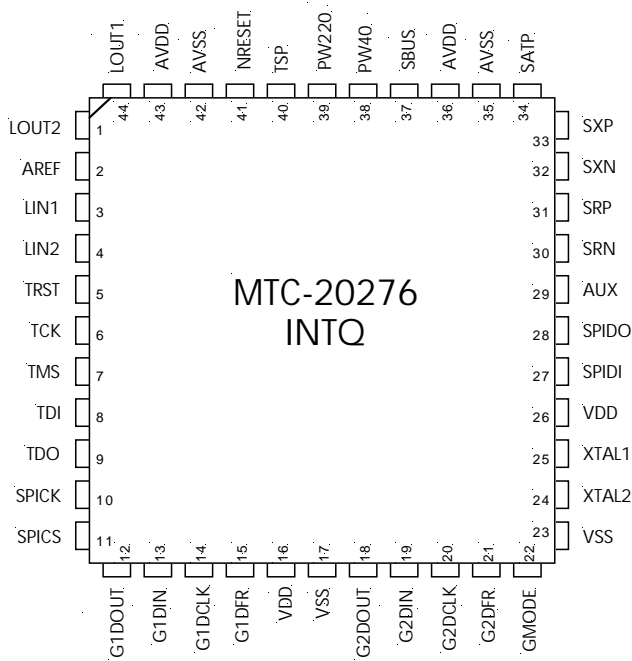 LOUT1 AVDD AVSS NRESET TSP PW220 PW40 SBUS AVDD AVSS SATP
44 43 42 41 40 39 38 37 36 35 34
LOUT2 1 33 SXP
AREF 2 32 SXN
LIN1 3 31 SRP
LIN2 4 30 SRN
TRST 5 29 AUX
MTC-20276
INTQ
TCK 6 28 SPIDO
TMS 7 27 SPIDI
TDI 8 26 VDD
TDO 9 25 XTAL1
SPICK 10 24 XTAL2
SPICS 11 23 VSS
12 13 14 15 16 17 18 19 20 21 22
G1DOUT G1DIN G1DCLK G1DFR VDD VSS G2DOUT G2DIN G2DCLK G2DFR GMODE